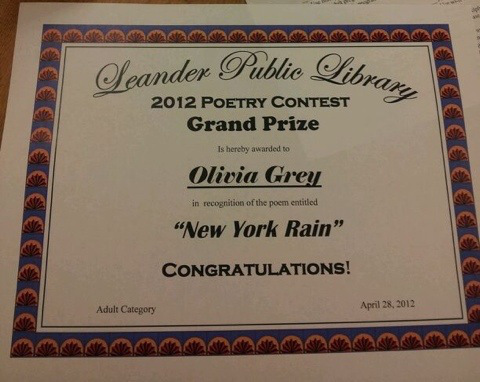 Leander Public Library
2012 POETRY CONTEST
Grand Prize
Is hereby awarded to
Olivia Grey
in recognition of the poem entitled
“New York Rain”
CONGRATULATIONS!
Adult Category
April 28, 2012